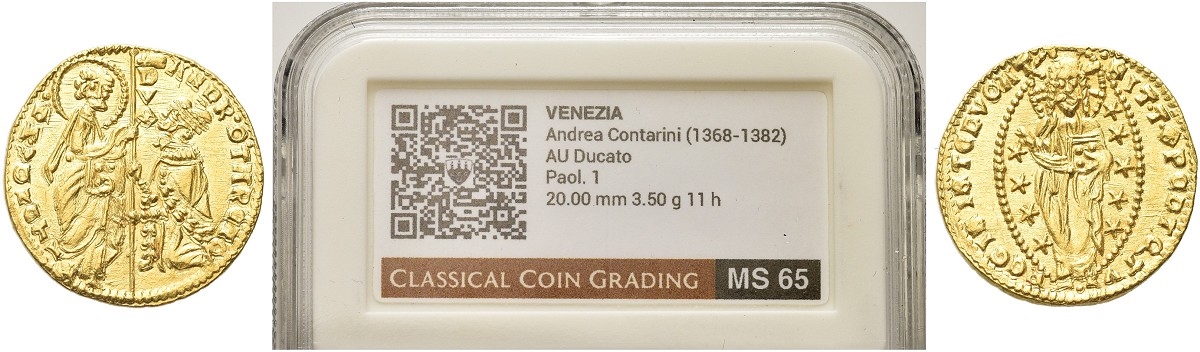 VENEZIA
Andrea Contarini (1368-1382)
AU Ducato
Paol. 1
20.00 mm 3.50 g 11 h
CLASSICAL COIN GRADING MS 65